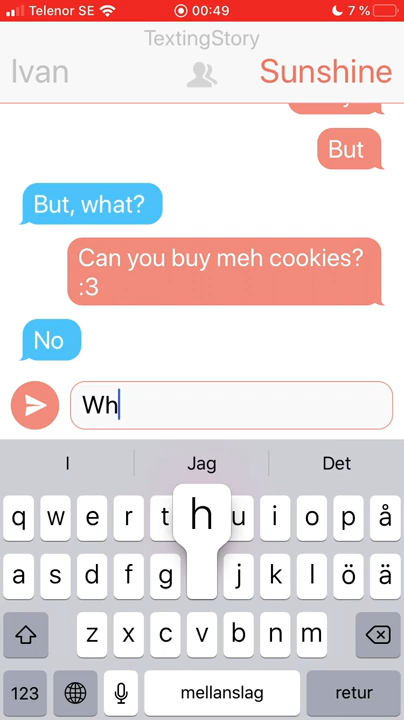 Telenor SE 00:49 7 %
TextingStory
Ivan Sunshine
But
But, what?
Can you buy meh cookies?
:3
No
Wh
I Jag Det
q w e r t h u i o p å
a s d f g j k l ö ä
z x c v b n m
123 mellanslag retur